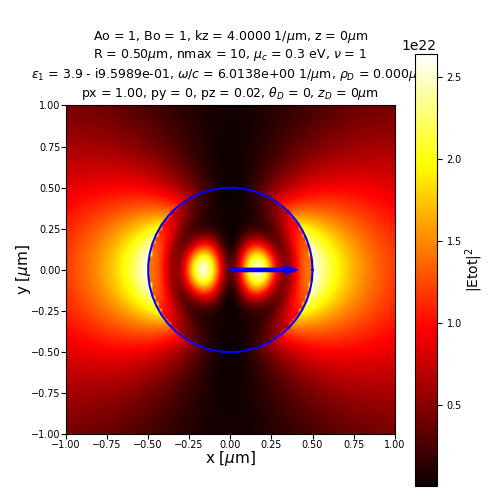 Ao = 1, Bo = 1, kz = 4.0000 1/μm, z = 0μm
R = 0.50μm, nmax = 10, μ_c = 0.3 eV, ν = 1
ε₁ = 3.9 - i9.5989e-01, ω/c = 6.0138e+00 1/μm, ρ_D = 0.000μ
px = 1.00, py = 0, pz = 0.02, θ_D = 0, z_D = 0μm
1e22
1.00
0.75
0.50
0.25
0.00
−0.25
−0.50
−0.75
−1.00
y [μm]
−1.00 −0.75 −0.50 −0.25 0.00 0.25 0.50 0.75 1.00
x [μm]
2.5
2.0
1.5
1.0
0.5
|Etot|²